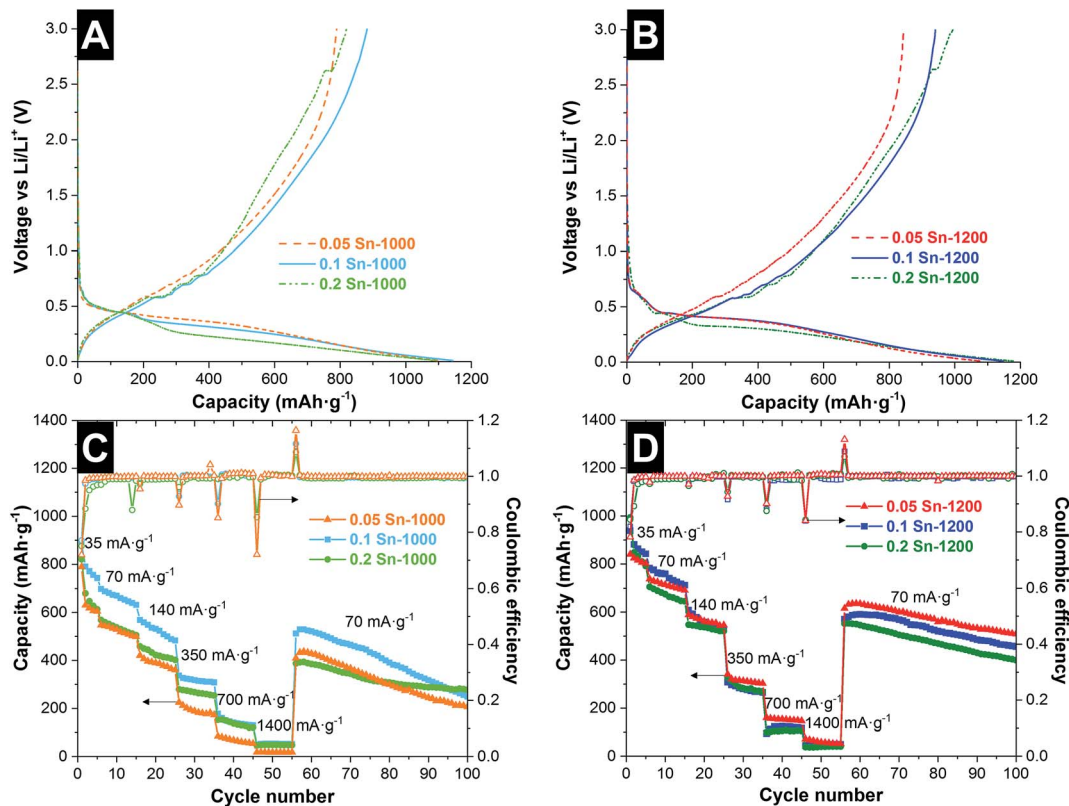 A
3.0
2.5
2.0
1.5
1.0
0.5
0.0
Voltage vs Li/Li⁺ (V)
0.05 Sn-1000
0.1 Sn-1000
0.2 Sn-1000
0 200 400 600 800 1000 1200
Capacity (mAh·g⁻¹)
B
3.0
2.5
2.0
1.5
1.0
0.5
0.0
Voltage vs Li/Li⁺ (V)
0.05 Sn-1200
0.1 Sn-1200
0.2 Sn-1200
0 200 400 600 800 1000 1200
Capacity (mAh·g⁻¹)
C
1400
1200
1000
800
600
400
200
0
Capacity (mAh·g⁻¹)
1.2
1.0
0.8
0.6
0.4
0.2
0.0
Coulombic efficiency
0.05 Sn-1000
0.1 Sn-1000
0.2 Sn-1000
35 mA·g⁻¹
70 mA·g⁻¹
140 mA·g⁻¹
350 mA·g⁻¹
700 mA·g⁻¹
1400 mA·g⁻¹
70 mA·g⁻¹
0 10 20 30 40 50 60 70 80 90 100
Cycle number
D
1400
1200
1000
800
600
400
200
0
Capacity (mAh·g⁻¹)
1.2
1.0
0.8
0.6
0.4
0.2
0.0
Coulombic efficiency
0.05 Sn-1200
0.1 Sn-1200
0.2 Sn-1200
35 mA·g⁻¹
70 mA·g⁻¹
140 mA·g⁻¹
350 mA·g⁻¹
700 mA·g⁻¹
1400 mA·g⁻¹
70 mA·g⁻¹
0 10 20 30 40 50 60 70 80 90 100
Cycle number